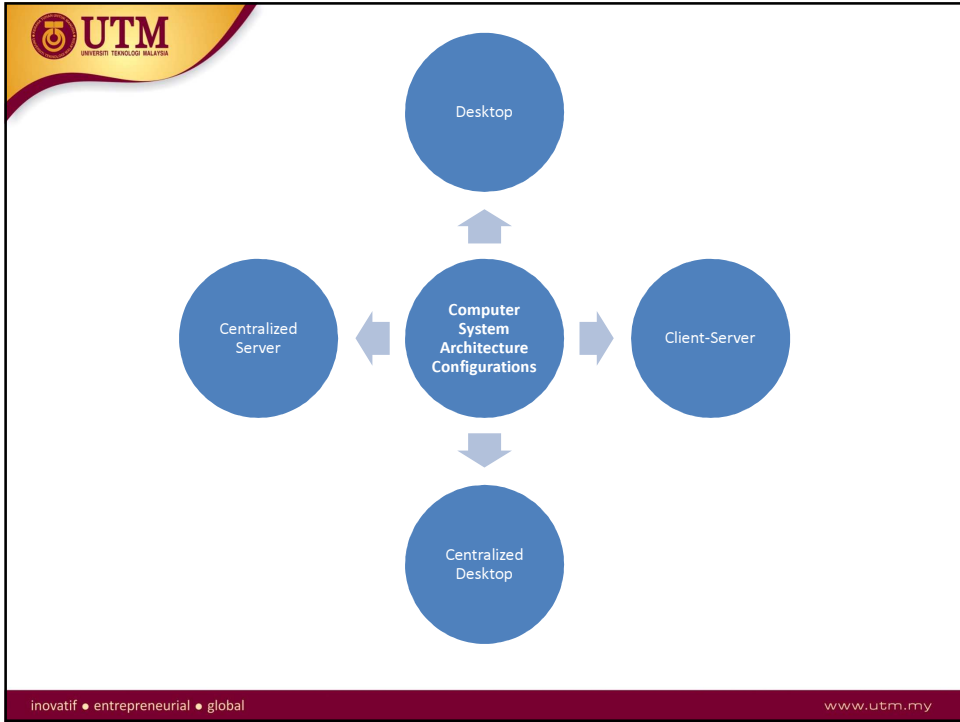 UTM
UNIVERSITI TEKNOLOGI MALAYSIA
Desktop
Centralized
Server
Computer
System
Architecture
Configurations
Client-Server
Centralized
Desktop
inovatif ● entrepreneurial ● global
www.utm.my